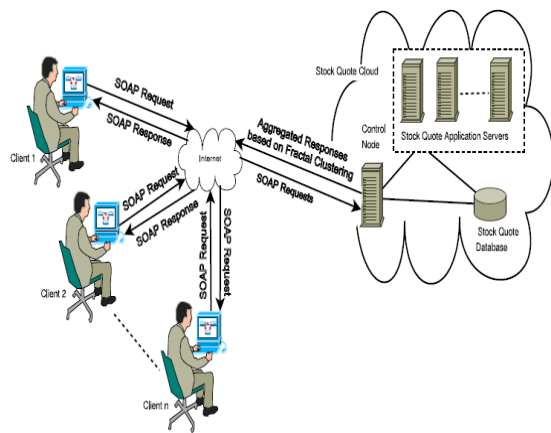 SOAP Request
SOAP Response
Client 1
Internet
SOAP Request
SOAP Response
Client 2
SOAP Request
SOAP Request
Client n
Aggregated Responses
based on Fractal Clustering
SOAP Requests
Stock Quote Cloud
Control
Node
Stock Quote Application Servers
Stock Quote
Database